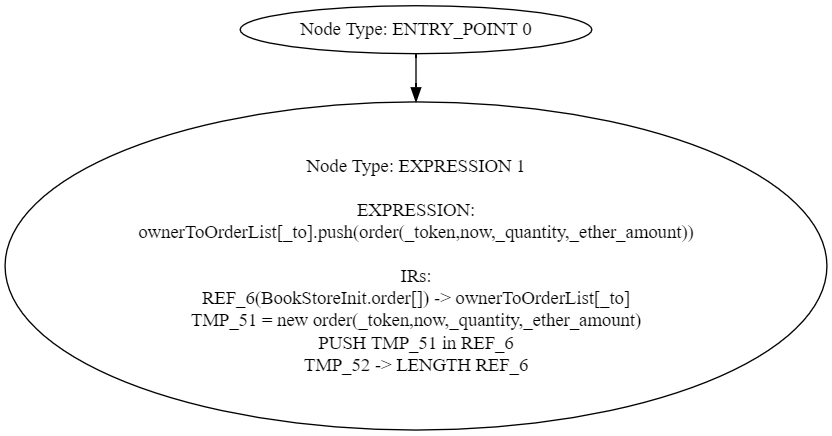 Node Type: ENTRY_POINT 0
Node Type: EXPRESSION 1
EXPRESSION:
ownerToOrderList[_to].push(order(_token,now,_quantity,_ether_amount))
IRs:
REF_6(BookStoreInit.order[]) -> ownerToOrderList[_to]
TMP_51 = new order(_token,now,_quantity,_ether_amount)
PUSH TMP_51 in REF_6
TMP_52 -> LENGTH REF_6